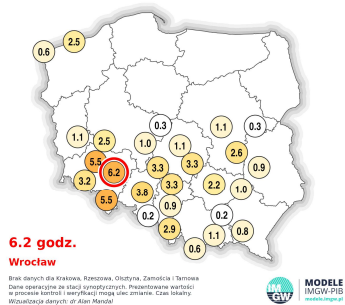 2.5
0.6
0.3
1.1
0.3
1.1
2.5
1.0
1.1
2.6
5.5
6.2
3.3
3.3
0.9
3.2
3.8
3.3
2.2
1.0
5.5
0.9
0.2
0.2
2.9
1.1
0.8
0.6
6.2 godz.
Wrocław
Brak danych dla Krakowa, Rzeszowa, Olsztyna, Zamościa i Tarnowa
Dane operacyjne ze stacji synoptycznych. Prezentowane wartości
w procesie kontroli i weryfikacji mogą ulec zmianie. Czas lokalny.
Wizualizacja danych: dr Alan Mandal
IM
GW
MODELE
IMGW-PIB
modele.imgw.pl